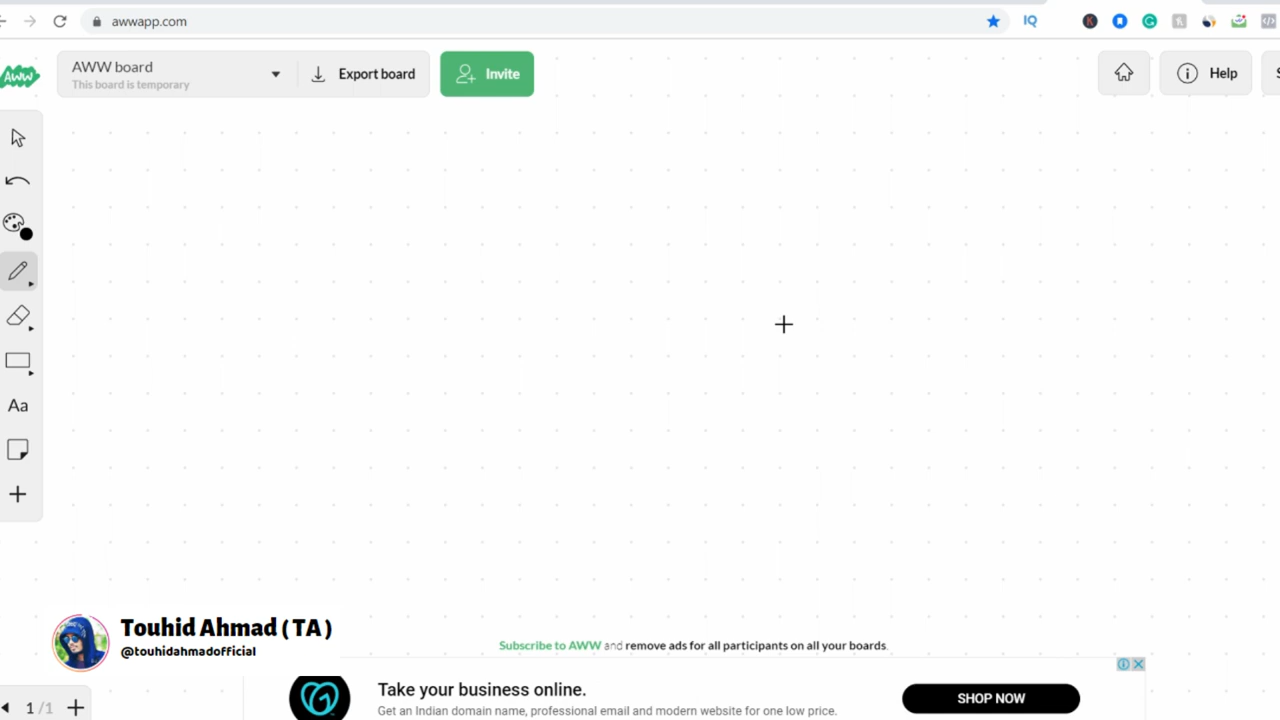 awwapp.com
IQ
AWW
AWW board
This board is temporary
Export board
Invite
Help
Aa
Touhid Ahmad ( TA )
@touhidahmadofficial
Subscribe to AWW and remove ads for all participants on all your boards.
Take your business online.
Get an Indian domain name, professional email and modern website for one low price.
SHOP NOW
1 /1